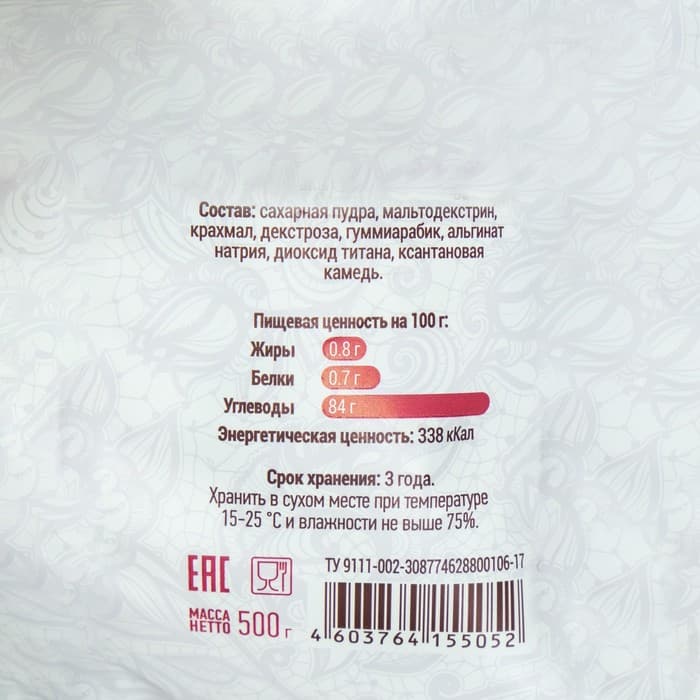 Состав: сахарная пудра, мальтодекстрин,
крахмал, декстроза, гуммиарабик, альгинат
натрия, диоксид титана, ксантановая
камедь.
Пищевая ценность на 100 г:
Жиры 0.8 г
Белки 0.7 г
Углеводы 84 г
Энергетическая ценность: 338 кКал
Срок хранения: 3 года.
Хранить в сухом месте при температуре
15-25 °С и влажности не выше 75%.
ЕАС
ТУ 9111-002-308774628800106-17
МАССА
НЕТТО 500 г
4 603764 155052